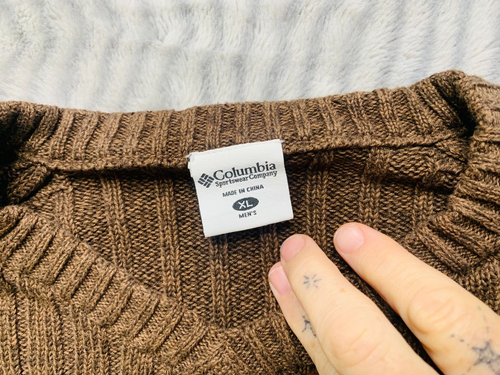 Columbia
Sportswear Company
MADE IN CHINA
XL
MEN'S